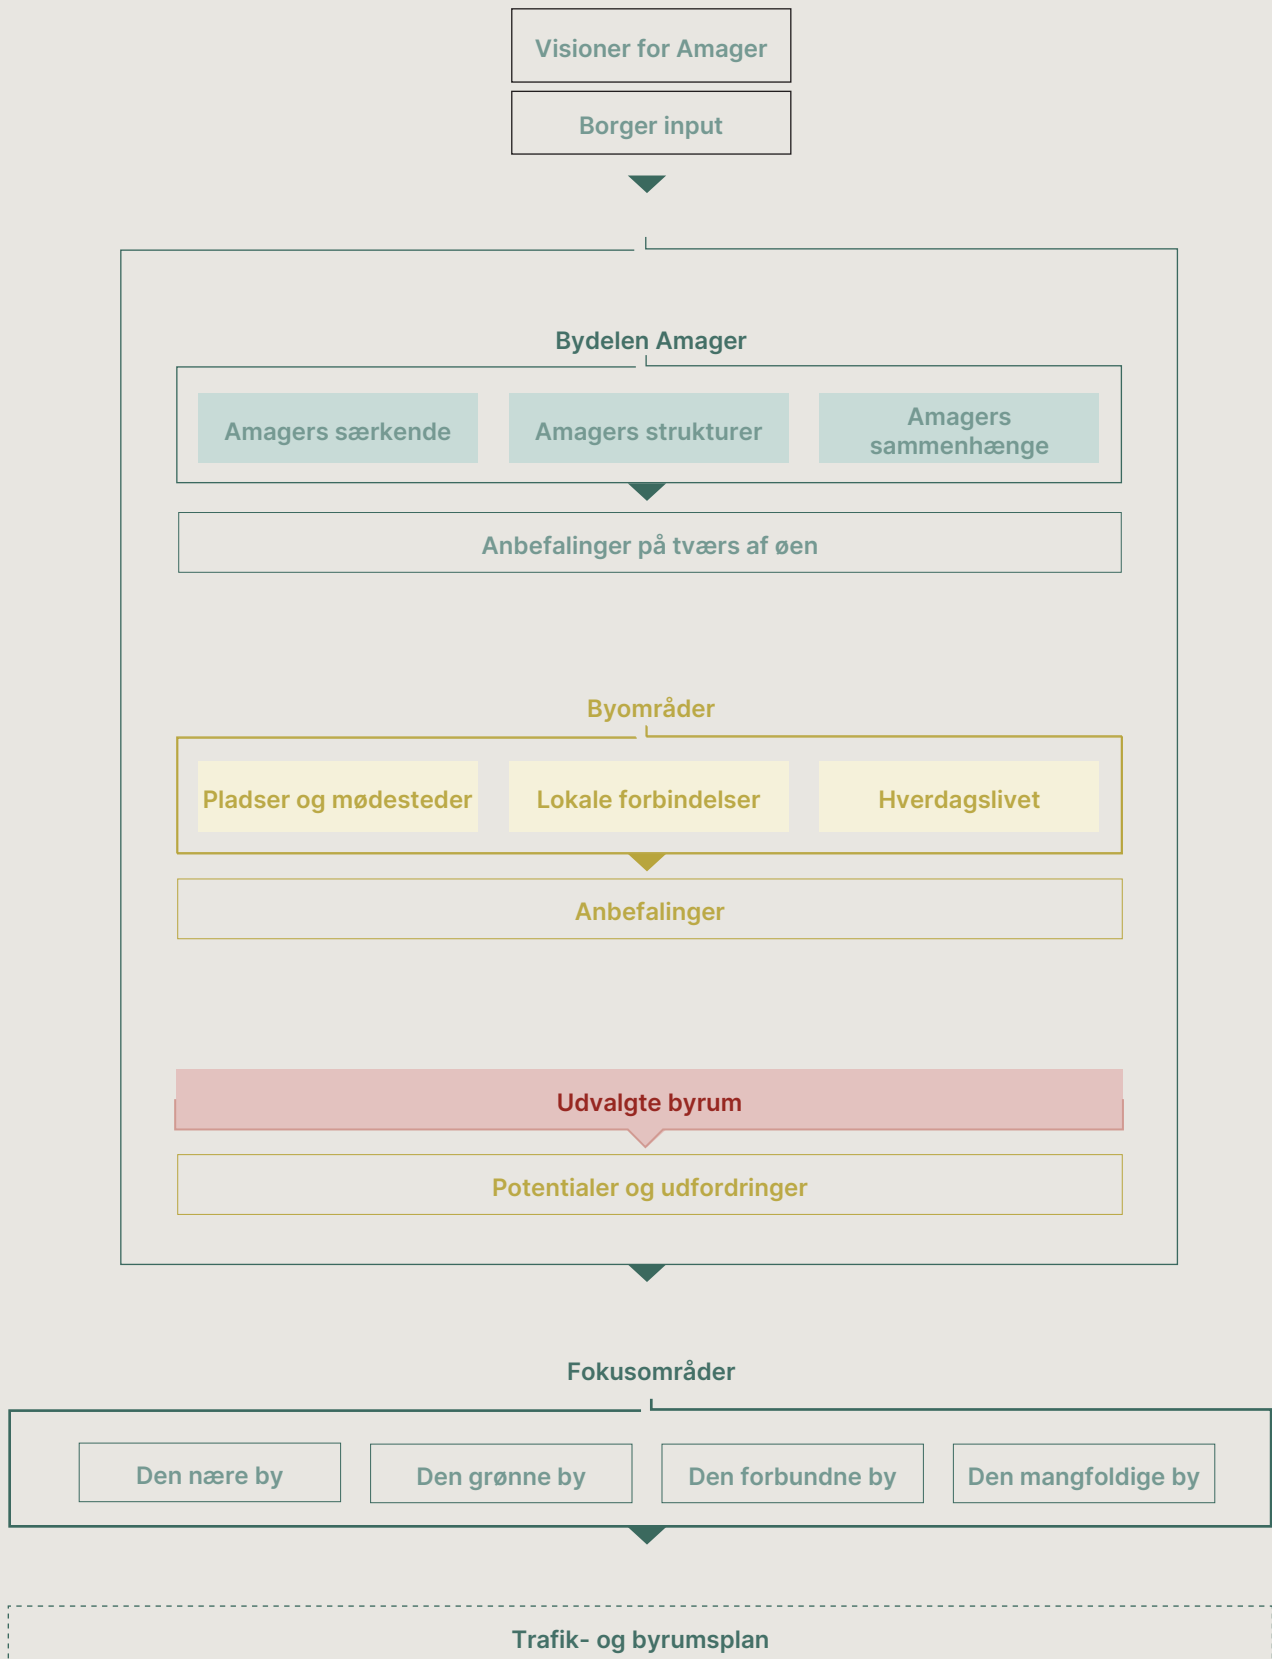 Visioner for Amager
Borger input
Bydelen Amager
Amagers særkende
Amagers strukturer
Amagers
sammenhænge
Anbefalinger på tværs af øen
Byområder
Pladser og mødesteder
Lokale forbindelser
Hverdagslivet
Anbefalinger
Udvalgte byrum
Potentialer og udfordringer
Fokusområder
Den nære by
Den grønne by
Den forbundne by
Den mangfoldige by
Trafik- og byrumsplan